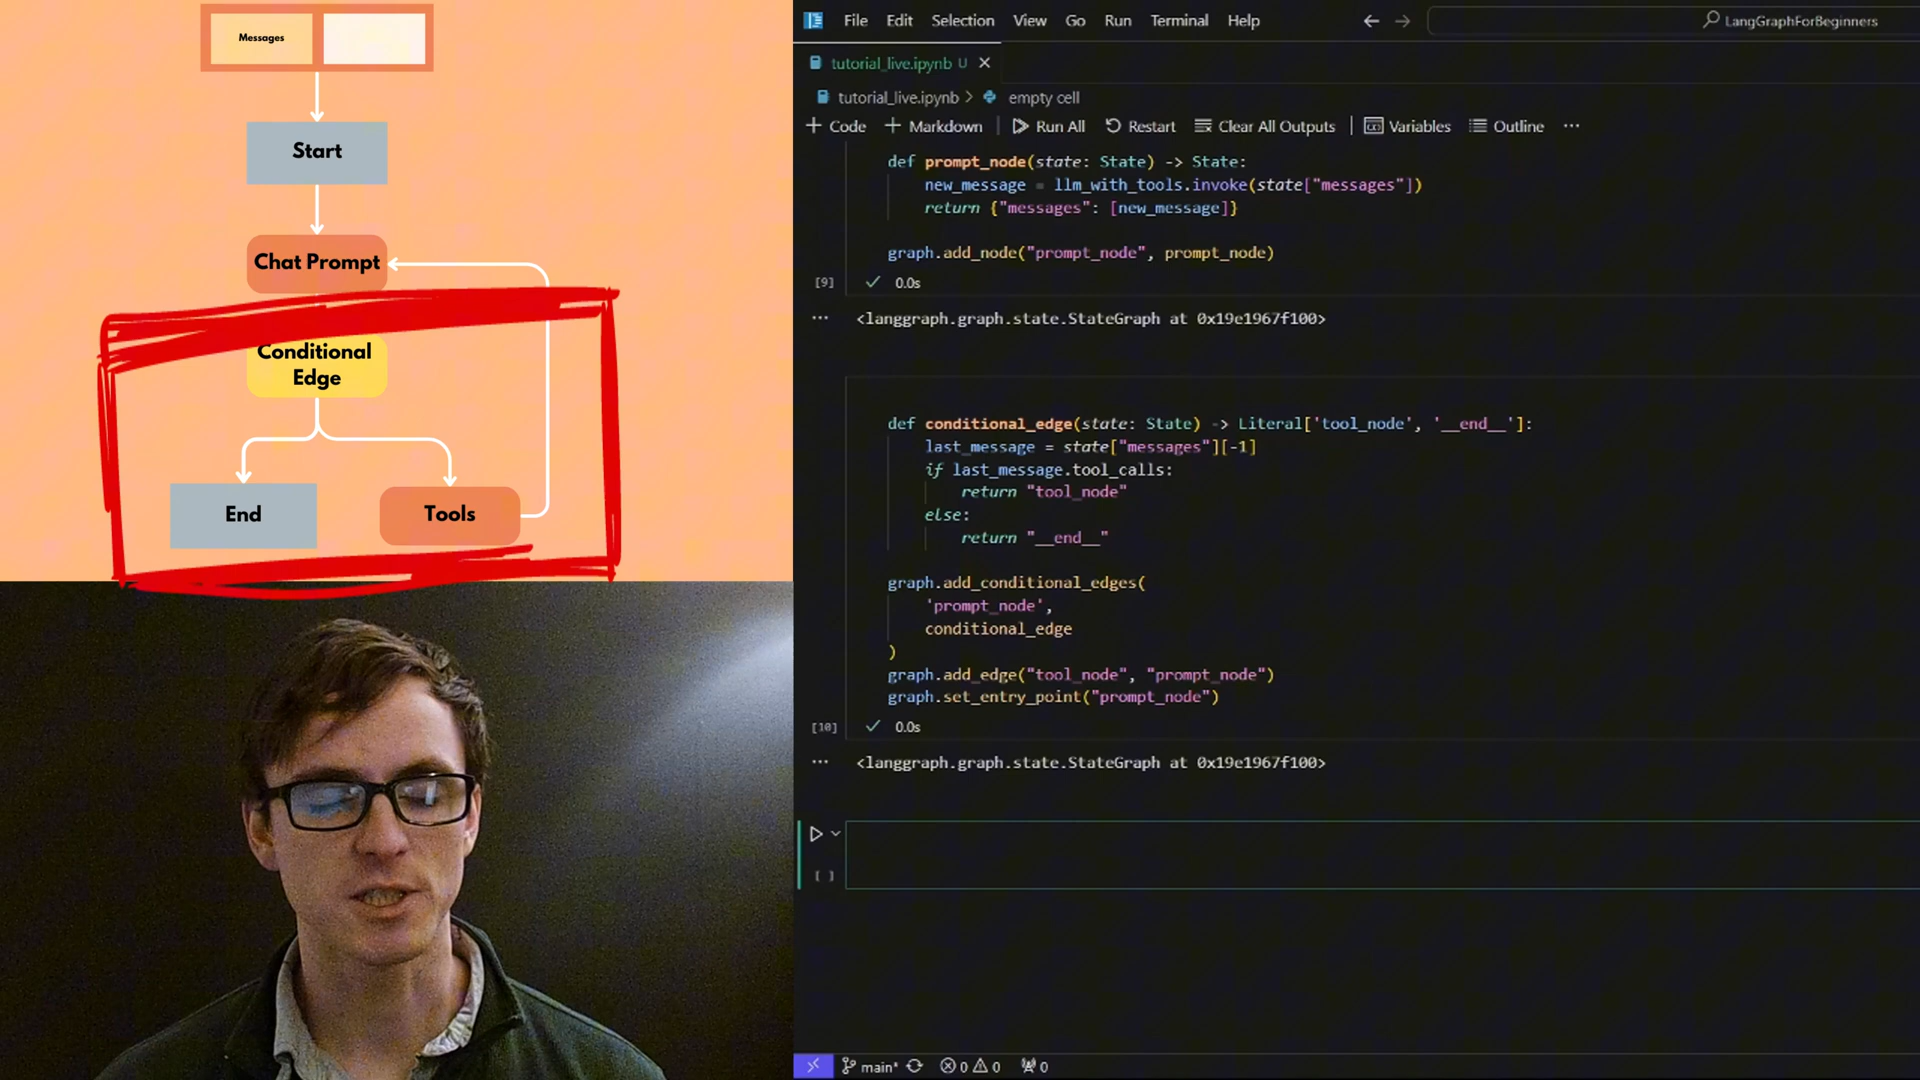 Messages
Start
Chat Prompt
Conditional
Edge
End
Tools
File Edit Selection View Go Run Terminal Help
LangGraphForBeginners
tutorial_live.ipynb U
tutorial_live.ipynb > empty cell
+ Code + Markdown | Run All Restart Clear All Outputs | Variables Outline ...
def prompt_node(state: State) -> State:
    new_message = llm_with_tools.invoke(state["messages"])
    return {"messages": [new_message]}
graph.add_node("prompt_node", prompt_node)
[9] 0.0s
... <langgraph.graph.state.StateGraph at 0x19e1967f100>
def conditional_edge(state: State) -> Literal['tool_node', '__end__']:
    last_message = state["messages"][-1]
    if last_message.tool_calls:
        return "tool_node"
    else:
        return "__end__"
graph.add_conditional_edges(
    'prompt_node',
    conditional_edge
)
graph.add_edge("tool_node", "prompt_node")
graph.set_entry_point("prompt_node")
[10] 0.0s
... <langgraph.graph.state.StateGraph at 0x19e1967f100>
[ ]
main* 0 0 0